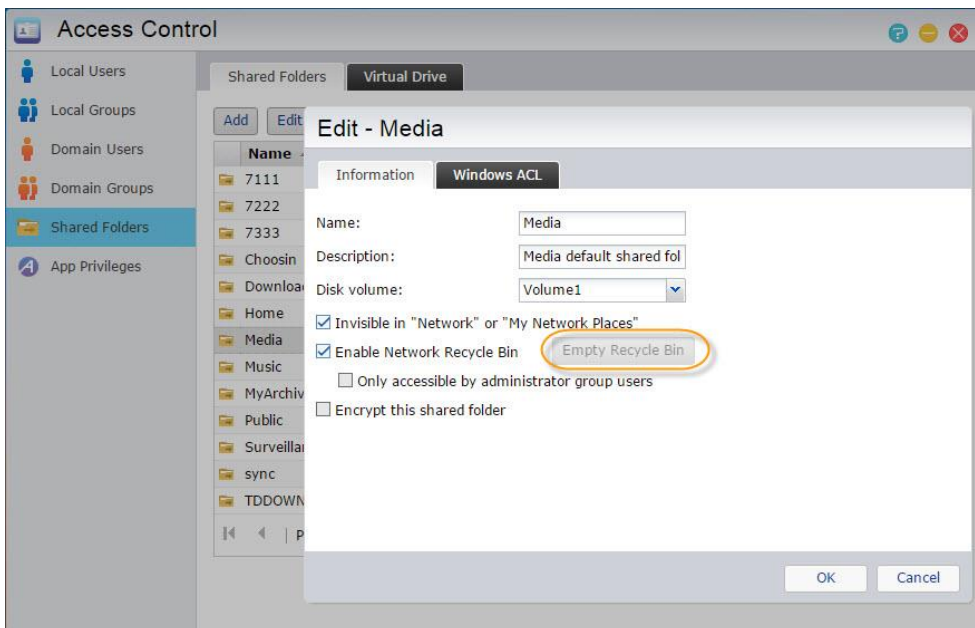 Access Control
Local Users
Local Groups
Domain Users
Domain Groups
Shared Folders
App Privileges
Shared Folders
Virtual Drive
Add
Edit
Name
7111
7222
7333
Choosin
Downloa
Home
Media
Music
MyArchiv
Public
Surveillan
sync
TDDOWN
P
Edit - Media
Information
Windows ACL
Name:
Media
Description:
Media default shared fol
Disk volume:
Volume1
Invisible in "Network" or "My Network Places"
Enable Network Recycle Bin
Empty Recycle Bin
Only accessible by administrator group users
Encrypt this shared folder
OK
Cancel